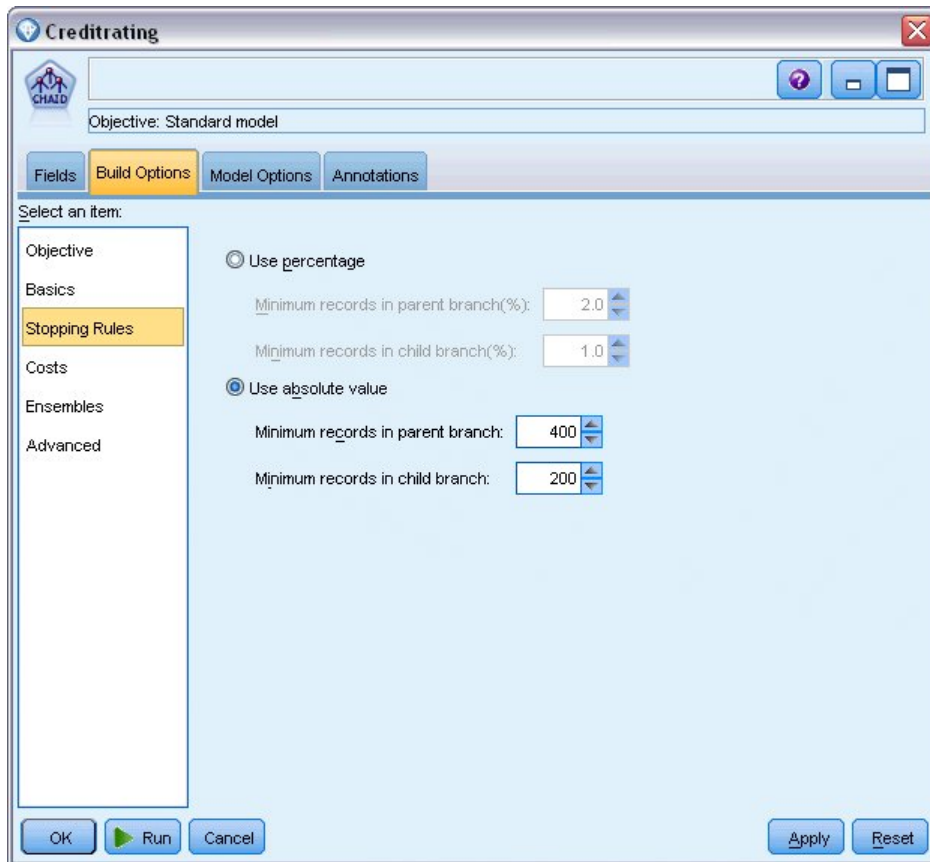 Creditrating
CHAID
Objective: Standard model
Fields Build Options Model Options Annotations
Select an item:
Objective
Basics
Stopping Rules
Costs
Ensembles
Advanced
Use percentage
Minimum records in parent branch(%): 2.0
Minimum records in child branch(%): 1.0
Use absolute value
Minimum records in parent branch: 400
Minimum records in child branch: 200
OK Run Cancel Apply Reset